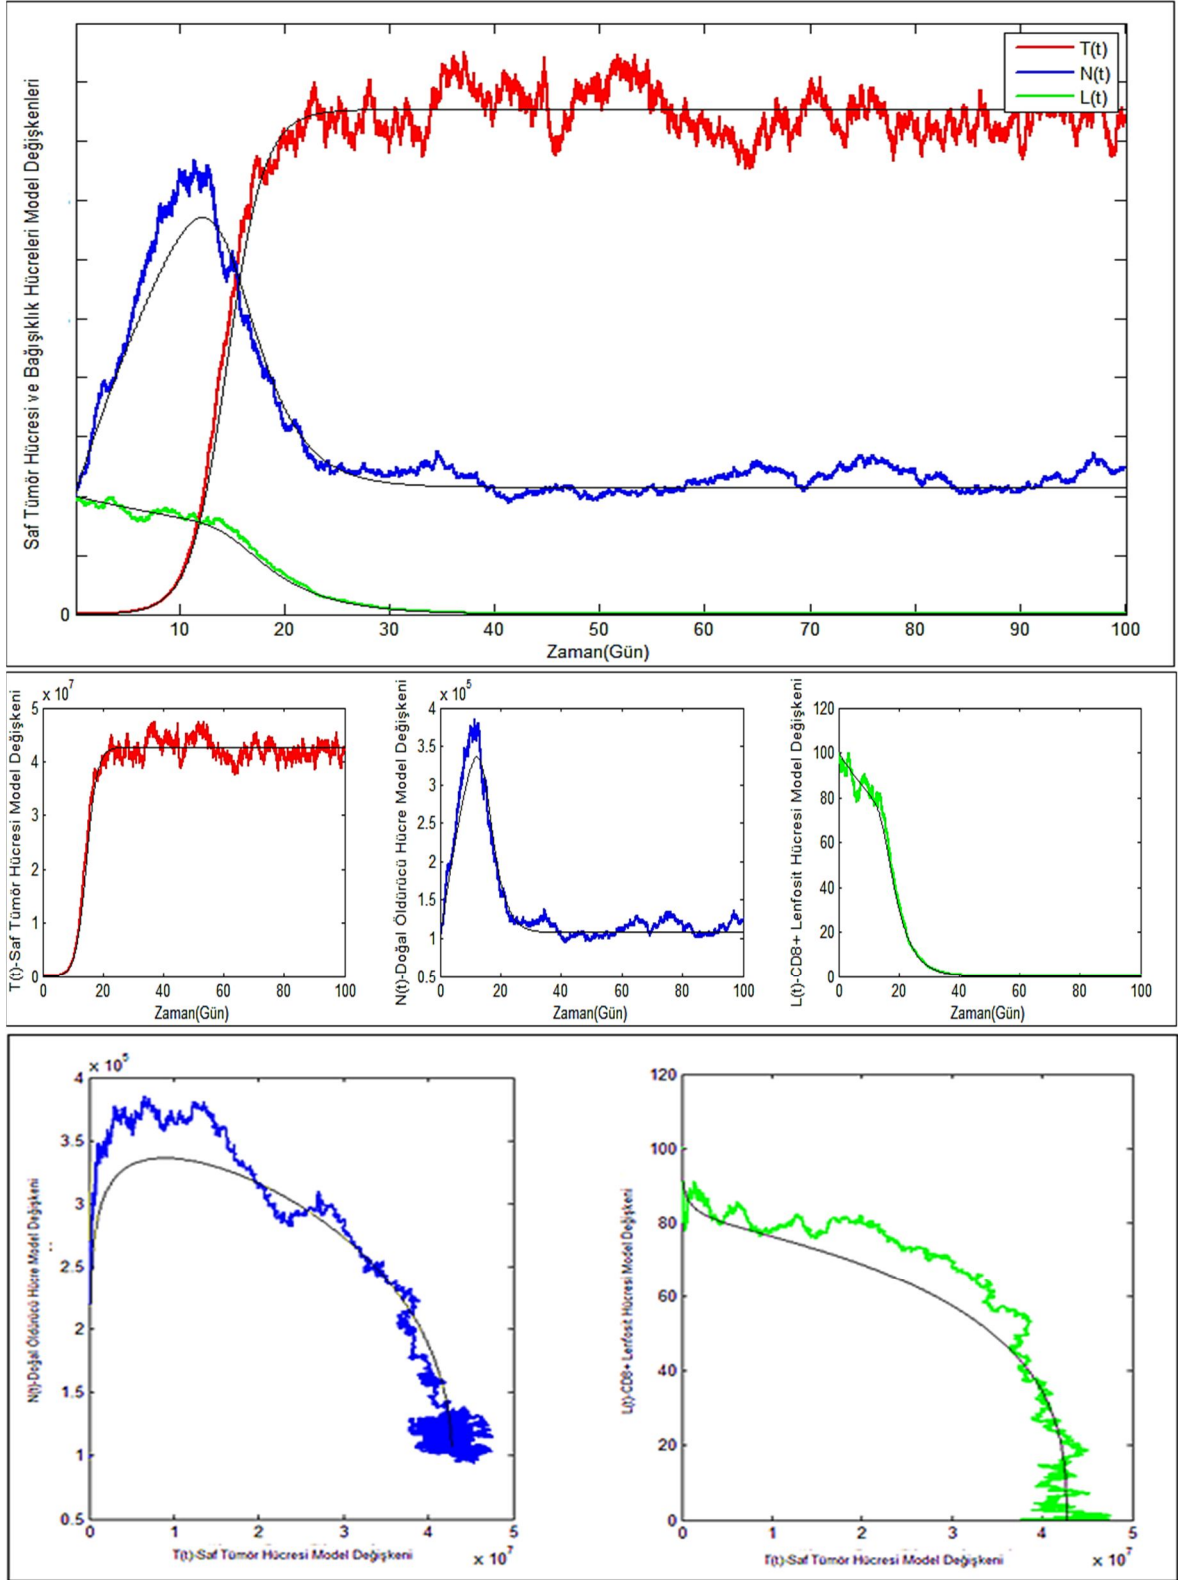 Saf Tümör Hücresi ve Bağışıklık Hücreleri Model Değişkenleri
T(t)
N(t)
L(t)
0
10 20 30 40 50 60 70 80 90 100
Zaman(Gün)
T(t)-Saf Tümör Hücresi Model Değişkeni
x 10^7
5
4
3
2
1
0
0 20 40 60 80 100
Zaman(Gün)
N(t)-Doğal Öldürücü Hücre Model Değişkeni
x 10^5
4
3.5
3
2.5
2
1.5
1
0.5
0 20 40 60 80 100
Zaman(Gün)
L(t)-CD8+ Lenfosit Hücresi Model Değişkeni
120
100
80
60
40
20
0
0 20 40 60 80 100
Zaman(Gün)
N(t)-Doğal Öldürücü Hücre Model Değişkeni
x 10^5
4
3.5
3
2.5
2
1.5
1
0.5
0 1 2 3 4 5
T(t)-Saf Tümör Hücresi Model Değişkeni
x 10^7
L(t)-CD8+ Lenfosit Hücresi Model Değişkeni
120
100
80
60
40
20
0
0 1 2 3 4 5
T(t)-Saf Tümör Hücresi Model Değişkeni
x 10^7